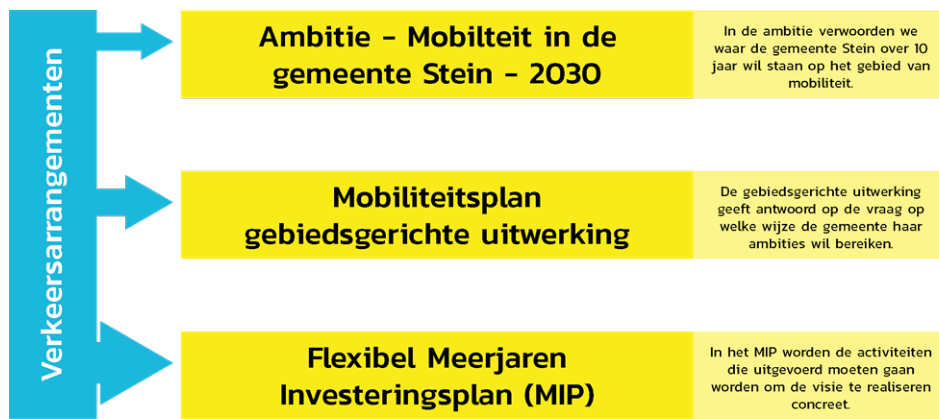 Verkeersarrangementen
Ambitie - Mobilteit in de
gemeente Stein - 2030
In de ambitie verwoorden we
waar de gemeente Stein over 10
jaar wil staan op het gebied van
mobiliteit.
Mobiliteitsplan
gebiedsgerichte uitwerking
De gebiedsgerichte uitwerking
geeft antwoord op de vraag op
welke wijze de gemeente haar
ambities wil bereiken.
Flexibel Meerjaren
Investeringsplan (MIP)
In het MIP worden de activiteiten
die uitgevoerd moeten gaan
worden om de visie te realiseren
concreet.